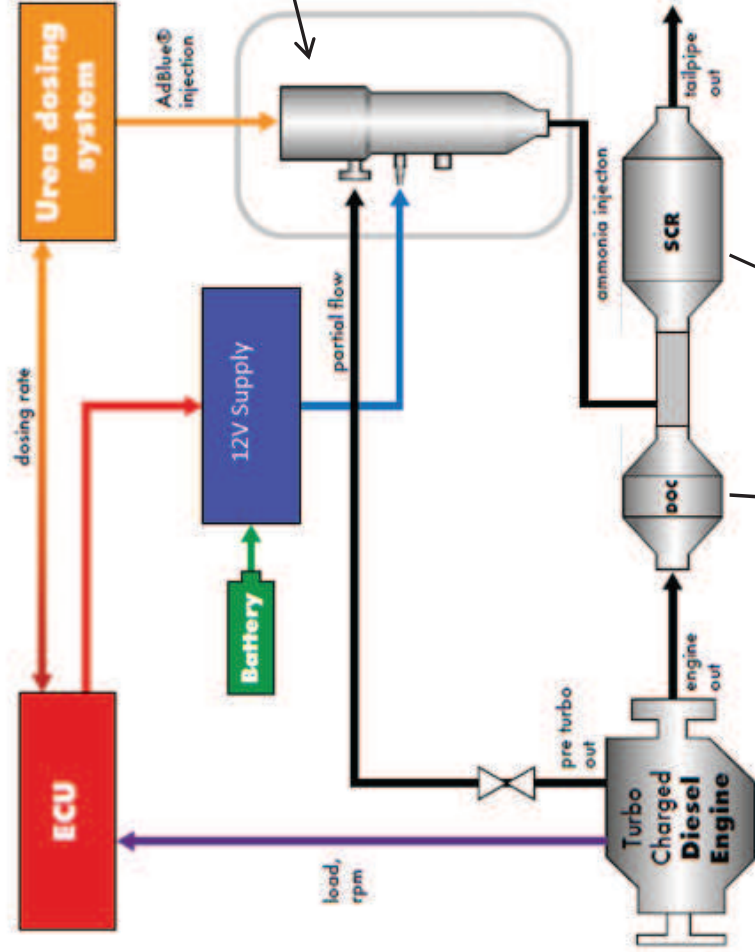 ECU
dosing rate
Urea dosing
system
AdBlue®
injection
load,
rpm
Battery
12V Supply
partial flow
pre turbo
out
Turbo
Charged
Diesel
Engine
engine
out
DOC
ammonia injecton
SCR
tailpipe
out